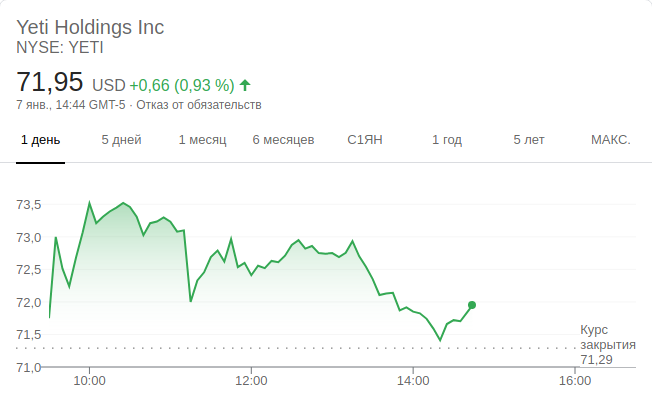 Yeti Holdings Inc
NYSE: YETI
71,95 USD +0,66 (0,93 %)
7 янв., 14:44 GMT-5 · Отказ от обязательств
1 день 5 дней 1 месяц 6 месяцев С1ЯН 1 год 5 лет МАКС.
73,5
73,0
72,5
72,0
71,5
71,0
Курс
закрытия
71,29
10:00 12:00 14:00 16:00